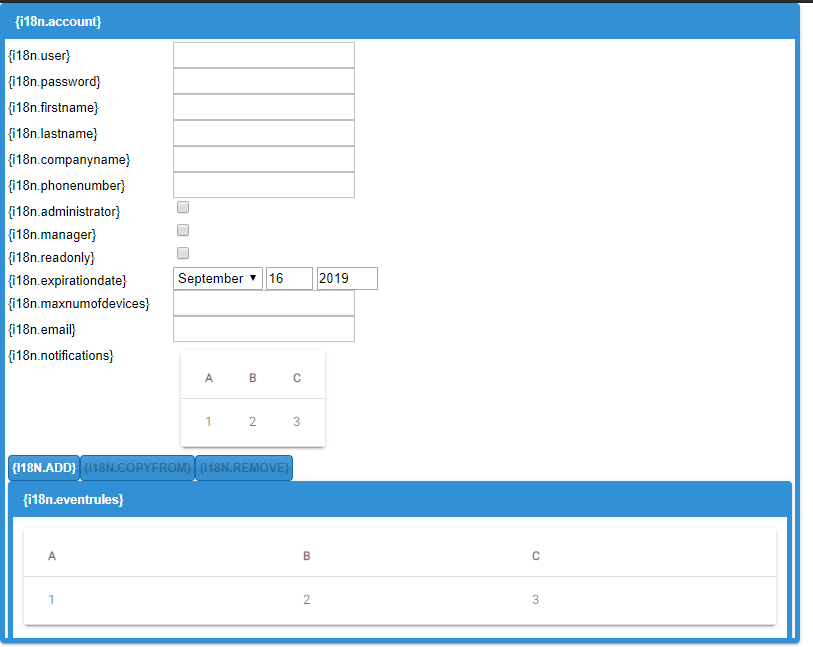 {i18n.account}
{i18n.user}
{i18n.password}
{i18n.firstname}
{i18n.lastname}
{i18n.companyname}
{i18n.phonenumber}
{i18n.administrator}
{i18n.manager}
{i18n.readonly}
{i18n.expirationdate} September 16 2019
{i18n.maxnumofdevices}
{i18n.email}
{i18n.notifications}
A B C
1 2 3
{I18N.ADD} {I18N.COPYFROM} {I18N.REMOVE}
{i18n.eventrules}
A B C
1 2 3